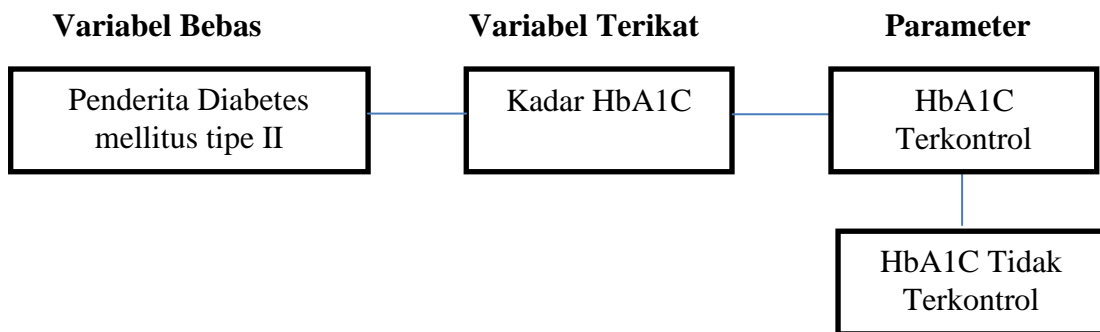 Variabel Bebas
Variabel Terikat
Parameter
Penderita Diabetes
mellitus tipe II
Kadar HbA1C
HbA1C
Terkontrol
HbA1C Tidak
Terkontrol